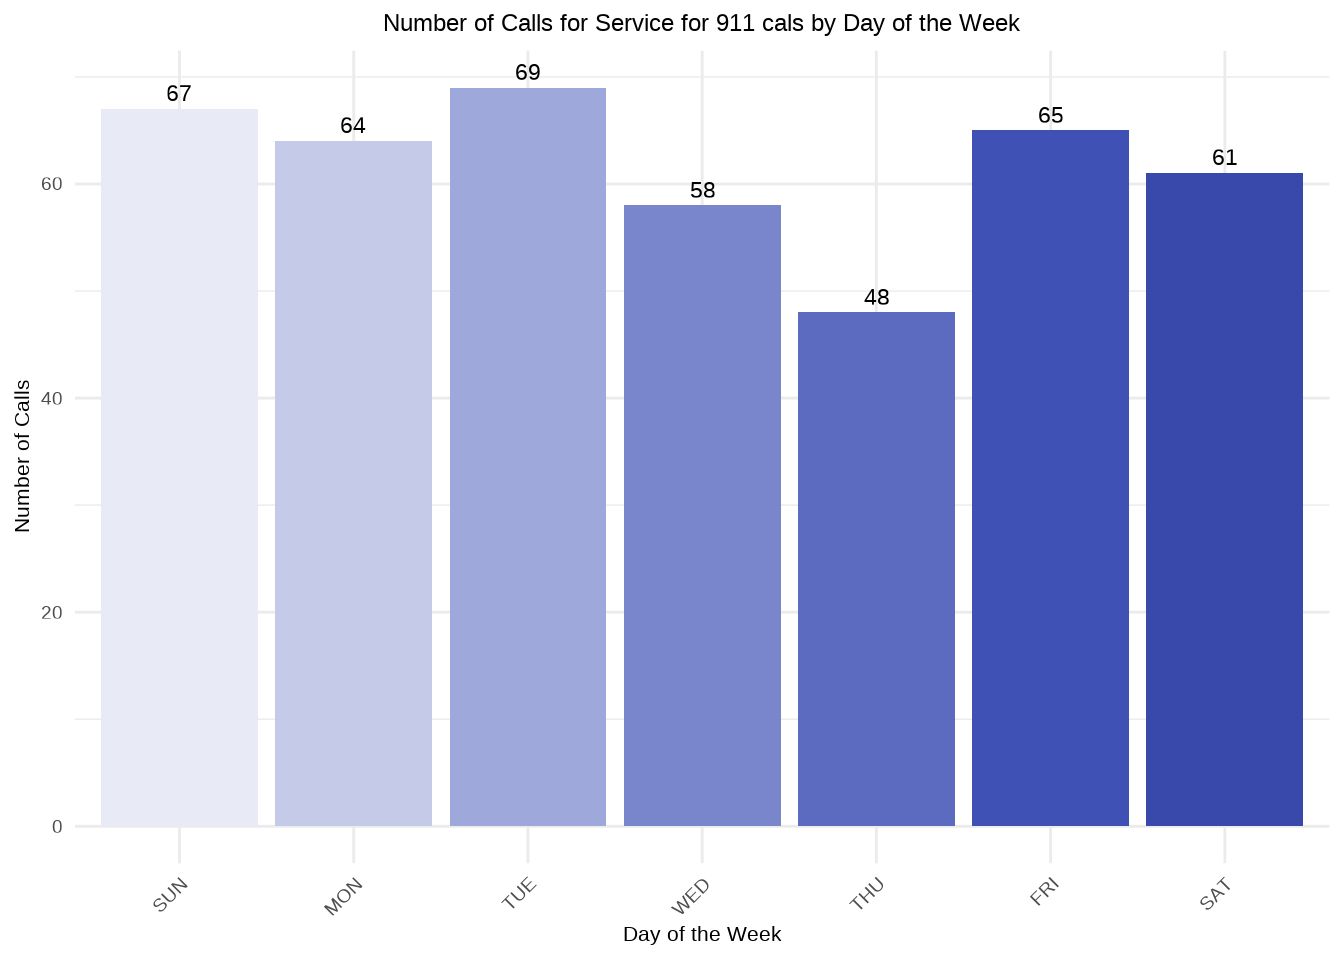 Number of Calls for Service for 911 cals by Day of the Week
69
67
65
64
61
60
58
48
40
20
0
Number of Calls
SUN
MON
TUE
WED
THU
FRI
SAT
Day of the Week